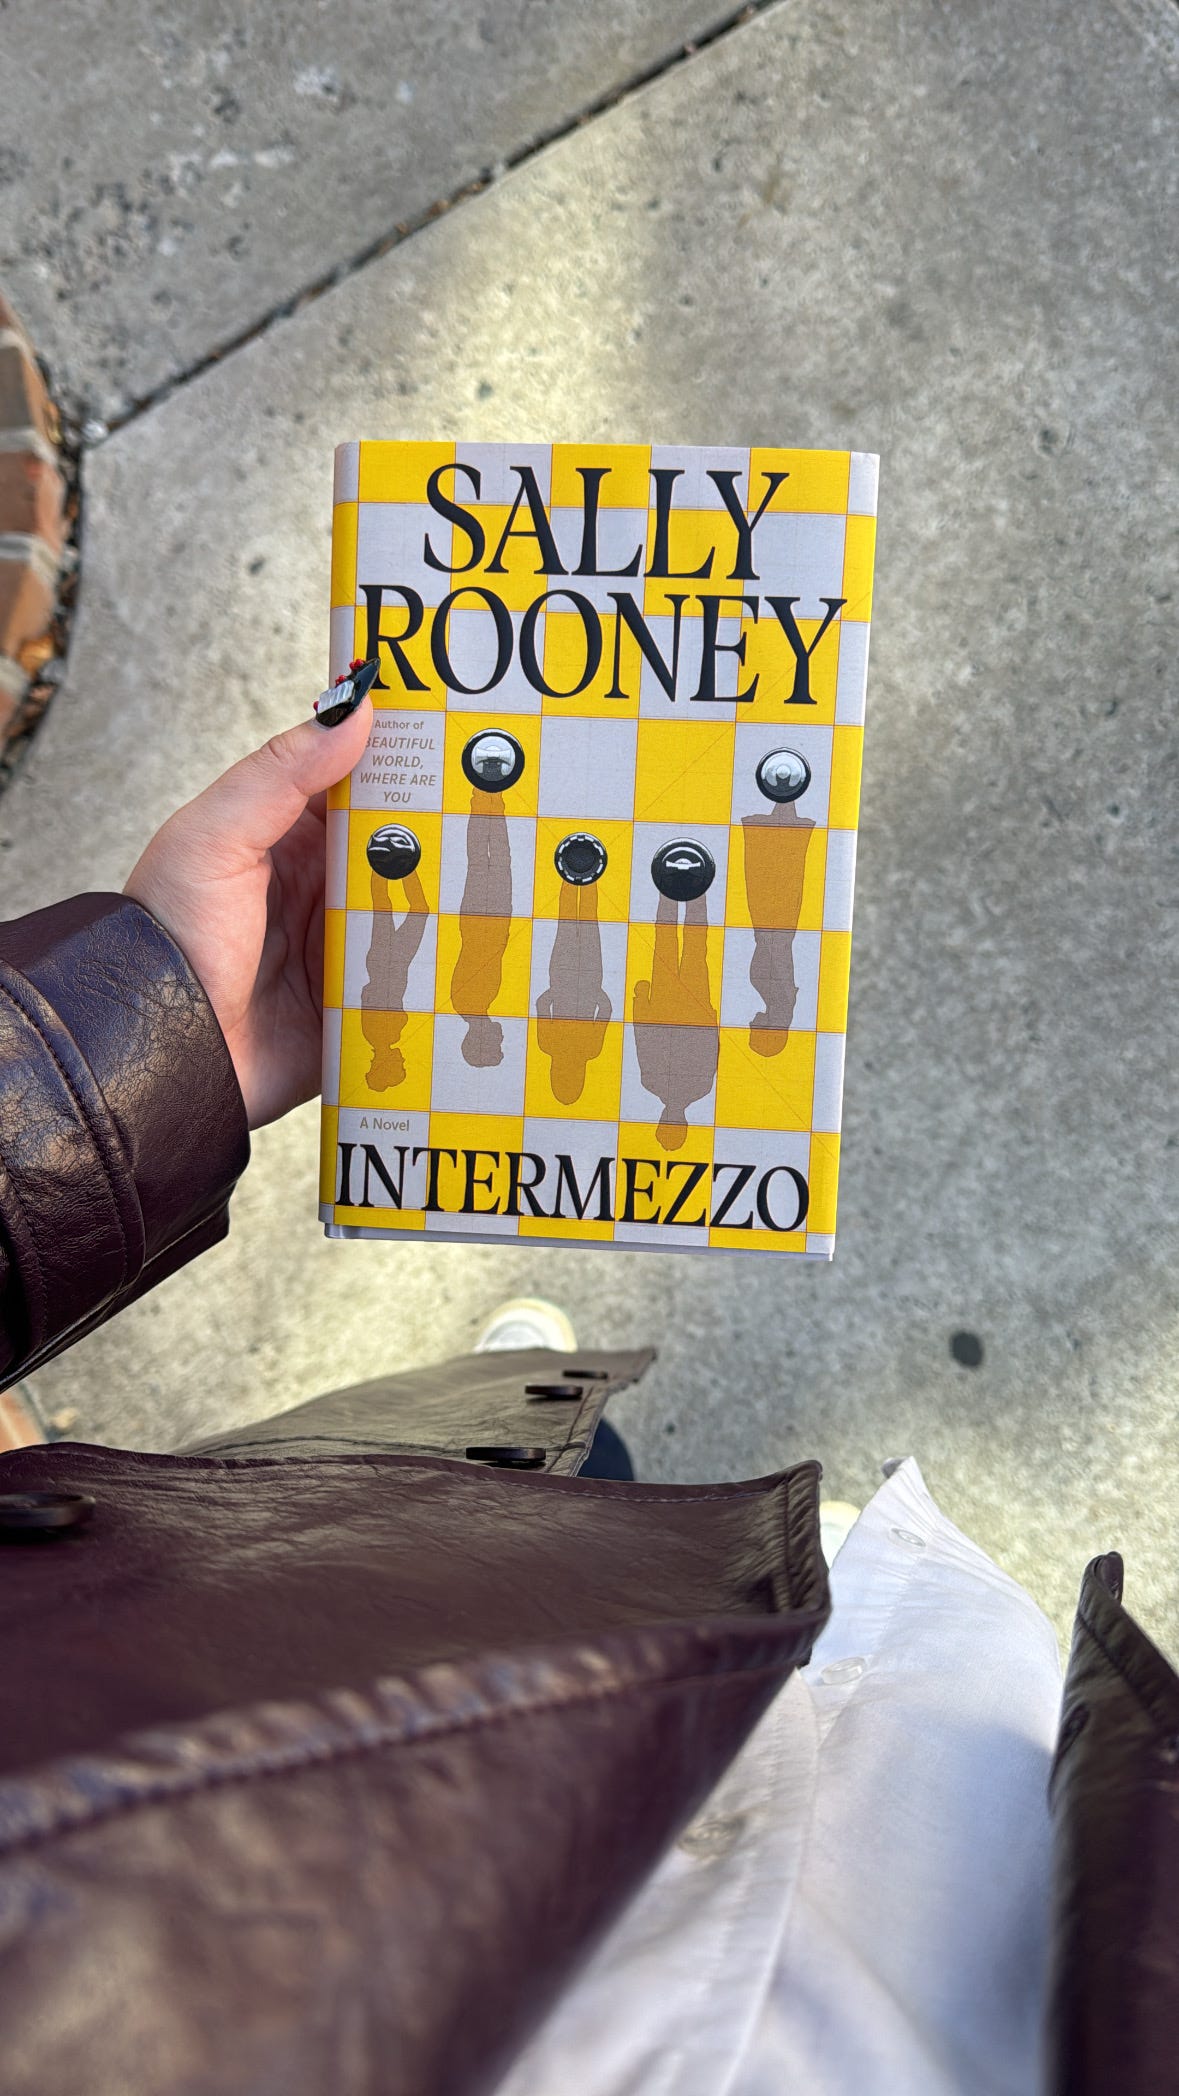 SALLY
ROONEY
Author of
BEAUTIFUL
WORLD,
WHERE ARE
YOU
A Novel
INTERMEZZO